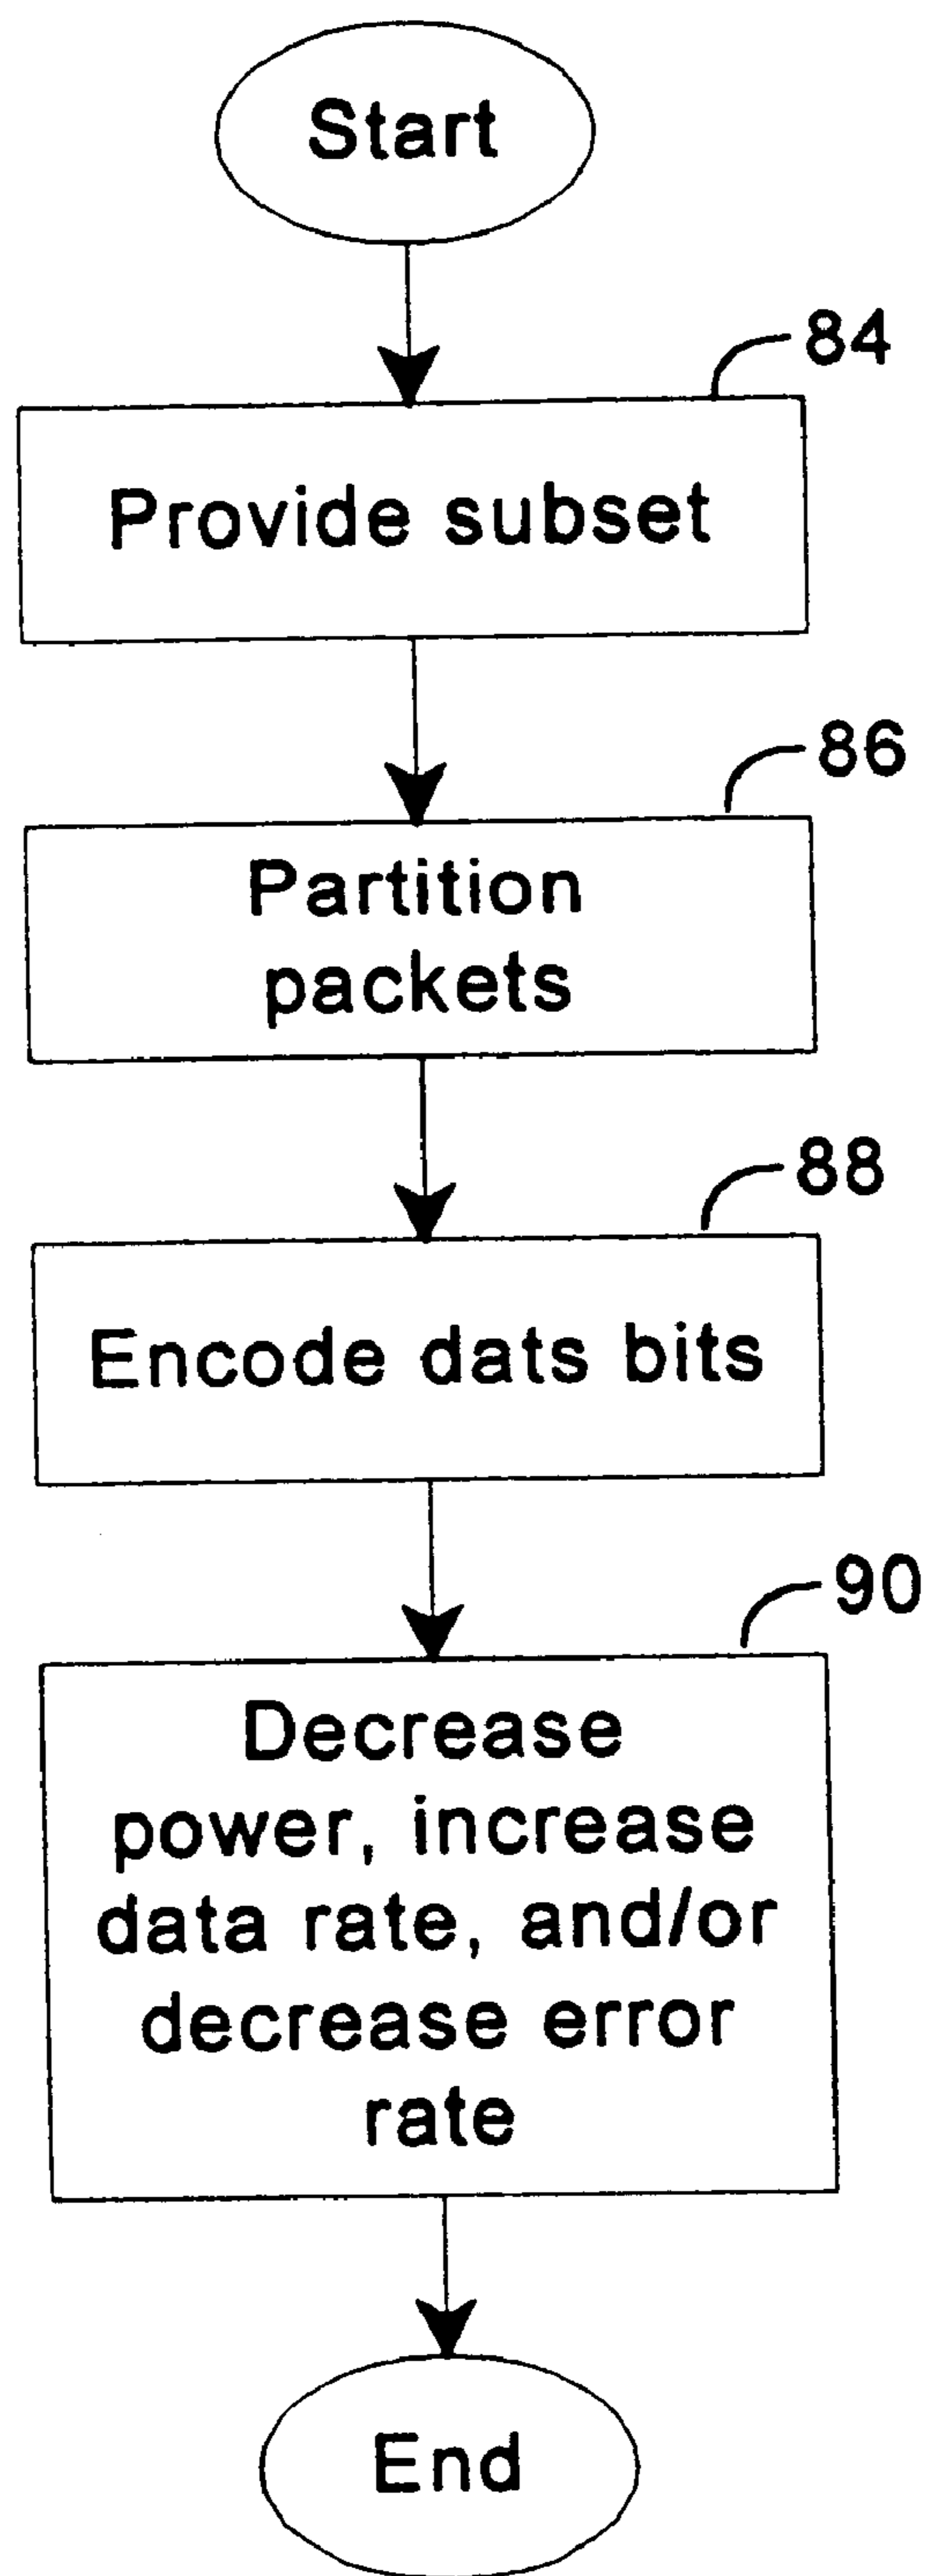 Start
84
Provide subset
86
Partition
packets
88
Encode dats bits
90
Decrease
power, increase
data rate, and/or
decrease error
rate
End